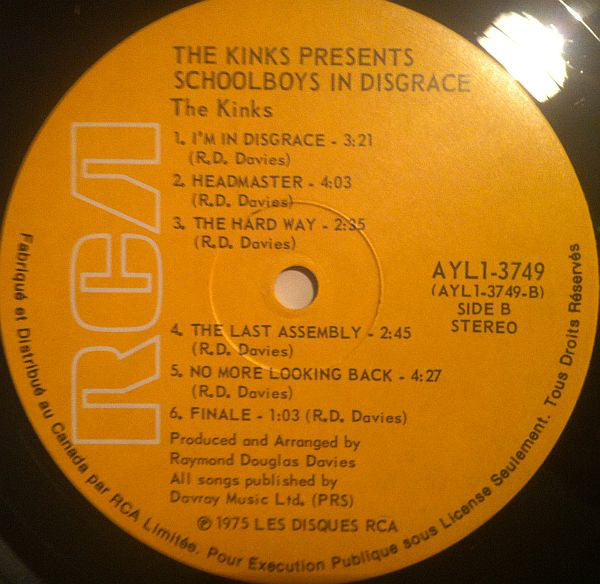 THE KINKS PRESENTS
SCHOOLBOYS IN DISGRACE
The Kinks
1. I'M IN DISGRACE - 3:21
(R.D. Davies)
2. HEADMASTER - 4:03
(R.D. Davies)
3. THE HARD WAY - 2:35
(R.D. Davies)
RCA
AYL1-3749
(AYL1-3749-B)
SIDE B
STEREO
4. THE LAST ASSEMBLY - 2:45
(R.D. Davies)
5. NO MORE LOOKING BACK - 4:27
(R.D. Davies)
6. FINALE - 1:03 (R.D. Davies)
Produced and Arranged by
Raymond Douglas Davies
All songs published by
Davray Music Ltd. (PRS)
℗ 1975 LES DISQUES RCA
Fabriqué et Distribué au Canada par RCA Limitée. Pour Execution Publique sous License Seulement. Tous Droits Réservés